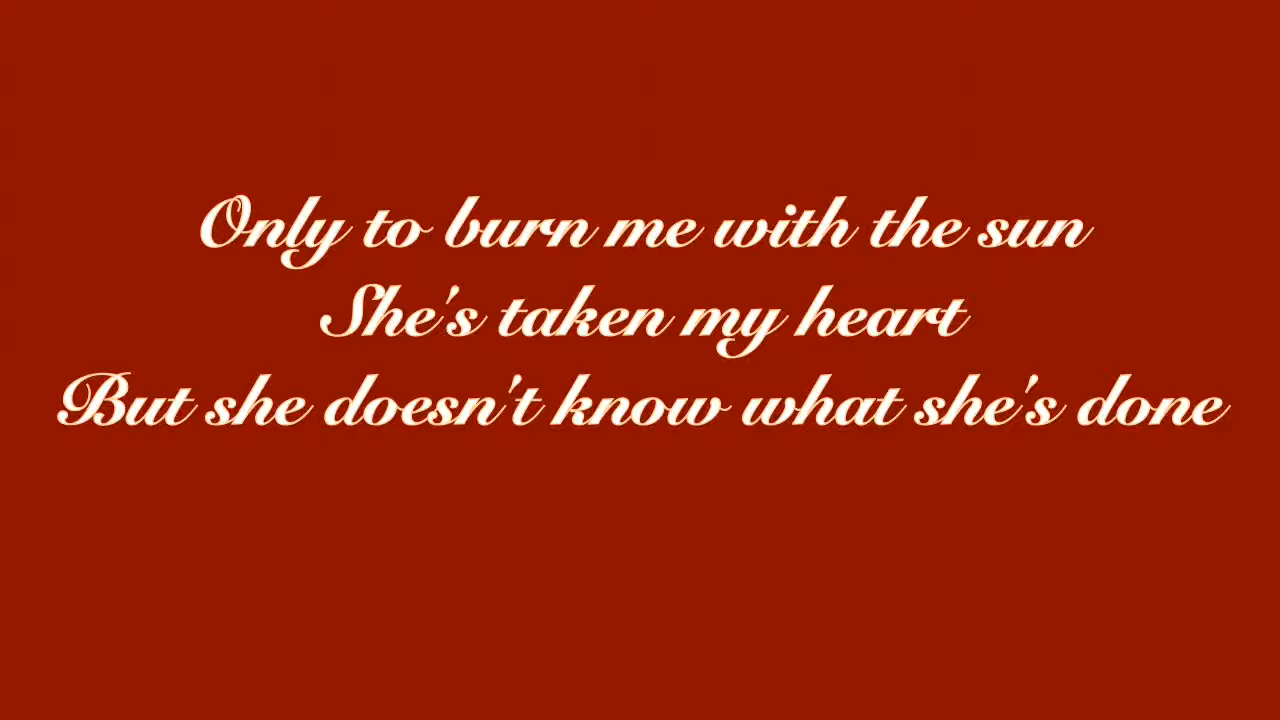 Only to burn me with the sun
She's taken my heart
But she doesn't know what she's done